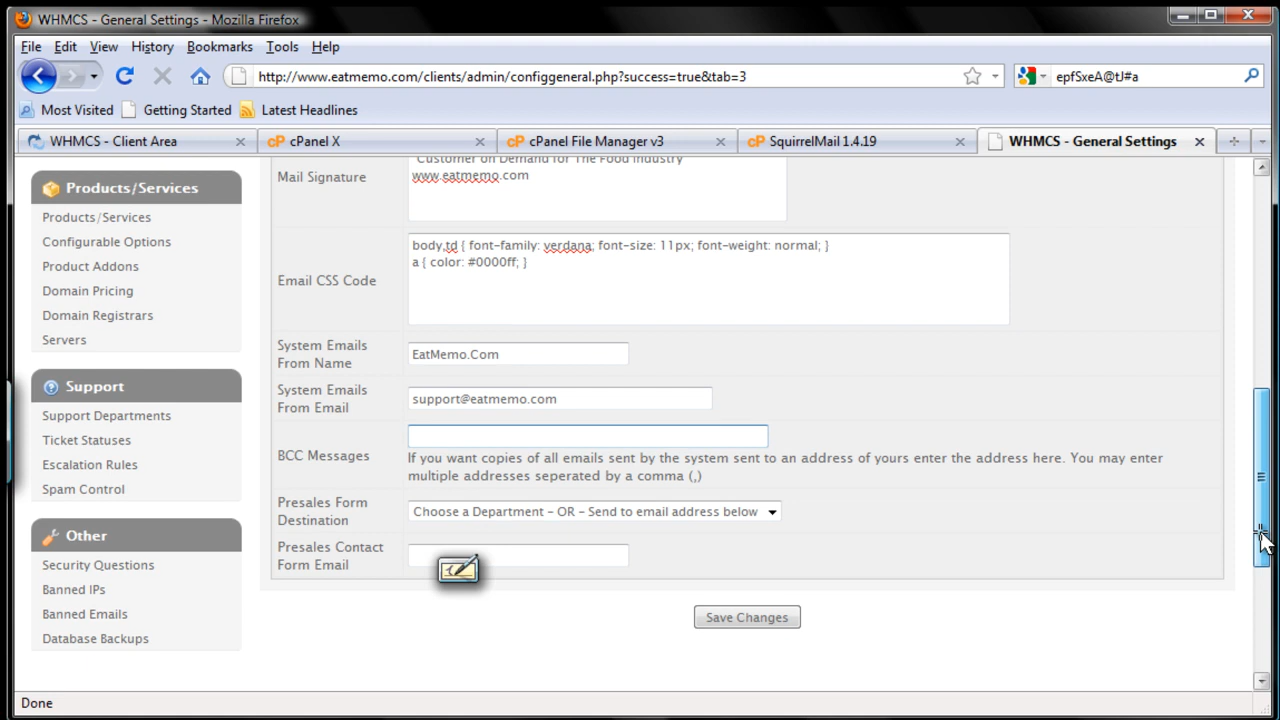 WHMCS - General Settings - Mozilla Firefox
File Edit View History Bookmarks Tools Help
http://www.eatmemo.com/clients/admin/configgeneral.php?success=true&tab=3
epfSxeA@tJ#a
Most Visited Getting Started Latest Headlines
WHMCS - Client Area
cP cPanel X
cP cPanel File Manager v3
cP SquirrelMail 1.4.19
WHMCS - General Settings
Products/Services
Products/Services
Configurable Options
Product Addons
Domain Pricing
Domain Registrars
Servers
Support
Support Departments
Ticket Statuses
Escalation Rules
Spam Control
Other
Security Questions
Banned IPs
Banned Emails
Database Backups
Mail Signature
Customer on Demand for The Food Industry
www.eatmemo.com
Email CSS Code
body,td { font-family: verdana; font-size: 11px; font-weight: normal; }
a { color: #0000ff; }
System Emails
From Name
EatMemo.Com
System Emails
From Email
support@eatmemo.com
BCC Messages
If you want copies of all emails sent by the system sent to an address of yours enter the address here. You may enter
multiple addresses seperated by a comma (,)
Presales Form
Destination
Choose a Department - OR - Send to email address below
Presales Contact
Form Email
Save Changes
Done